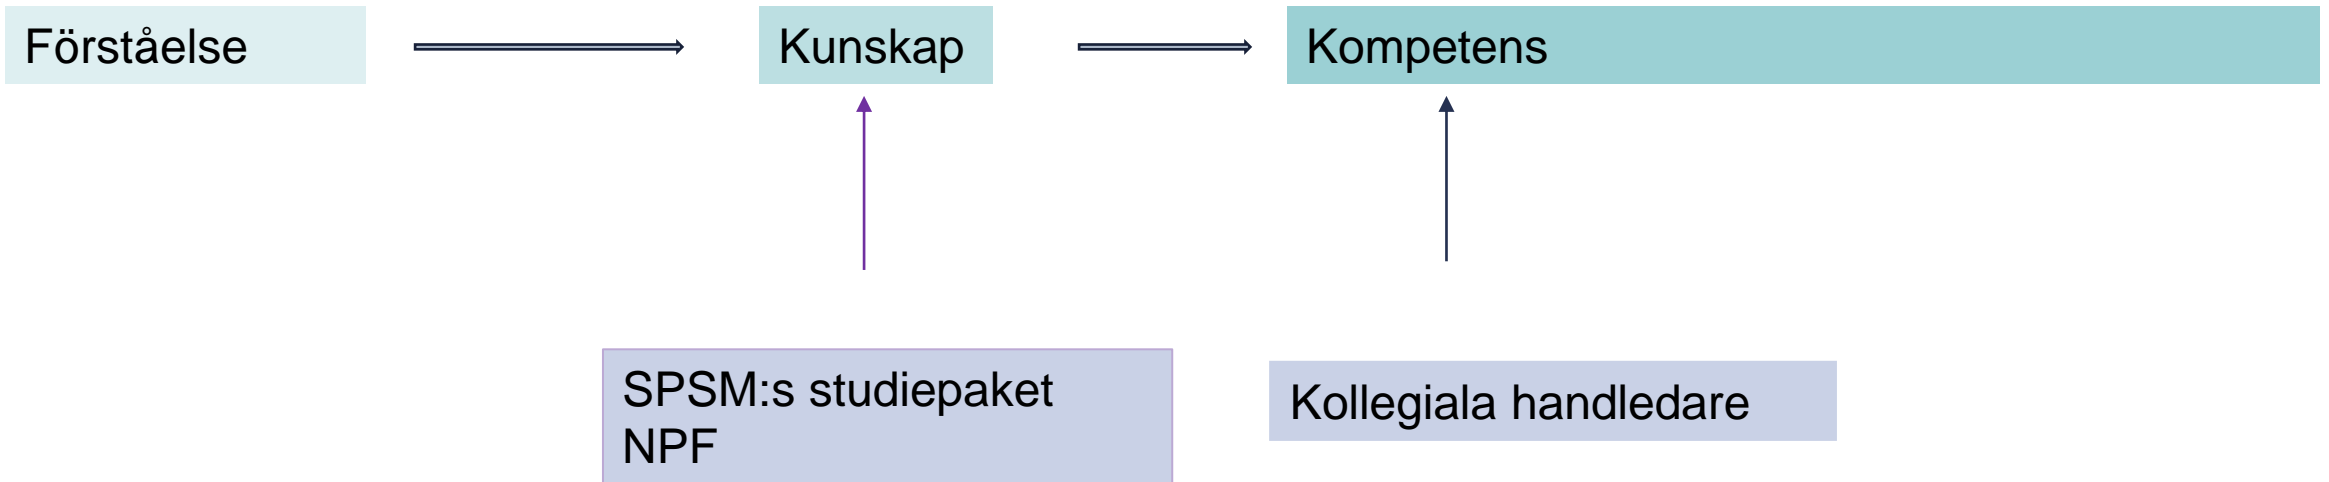 Förståelse
Kunskap
Kompetens
SPSM:s studiepaket
NPF
Kollegiala handledare